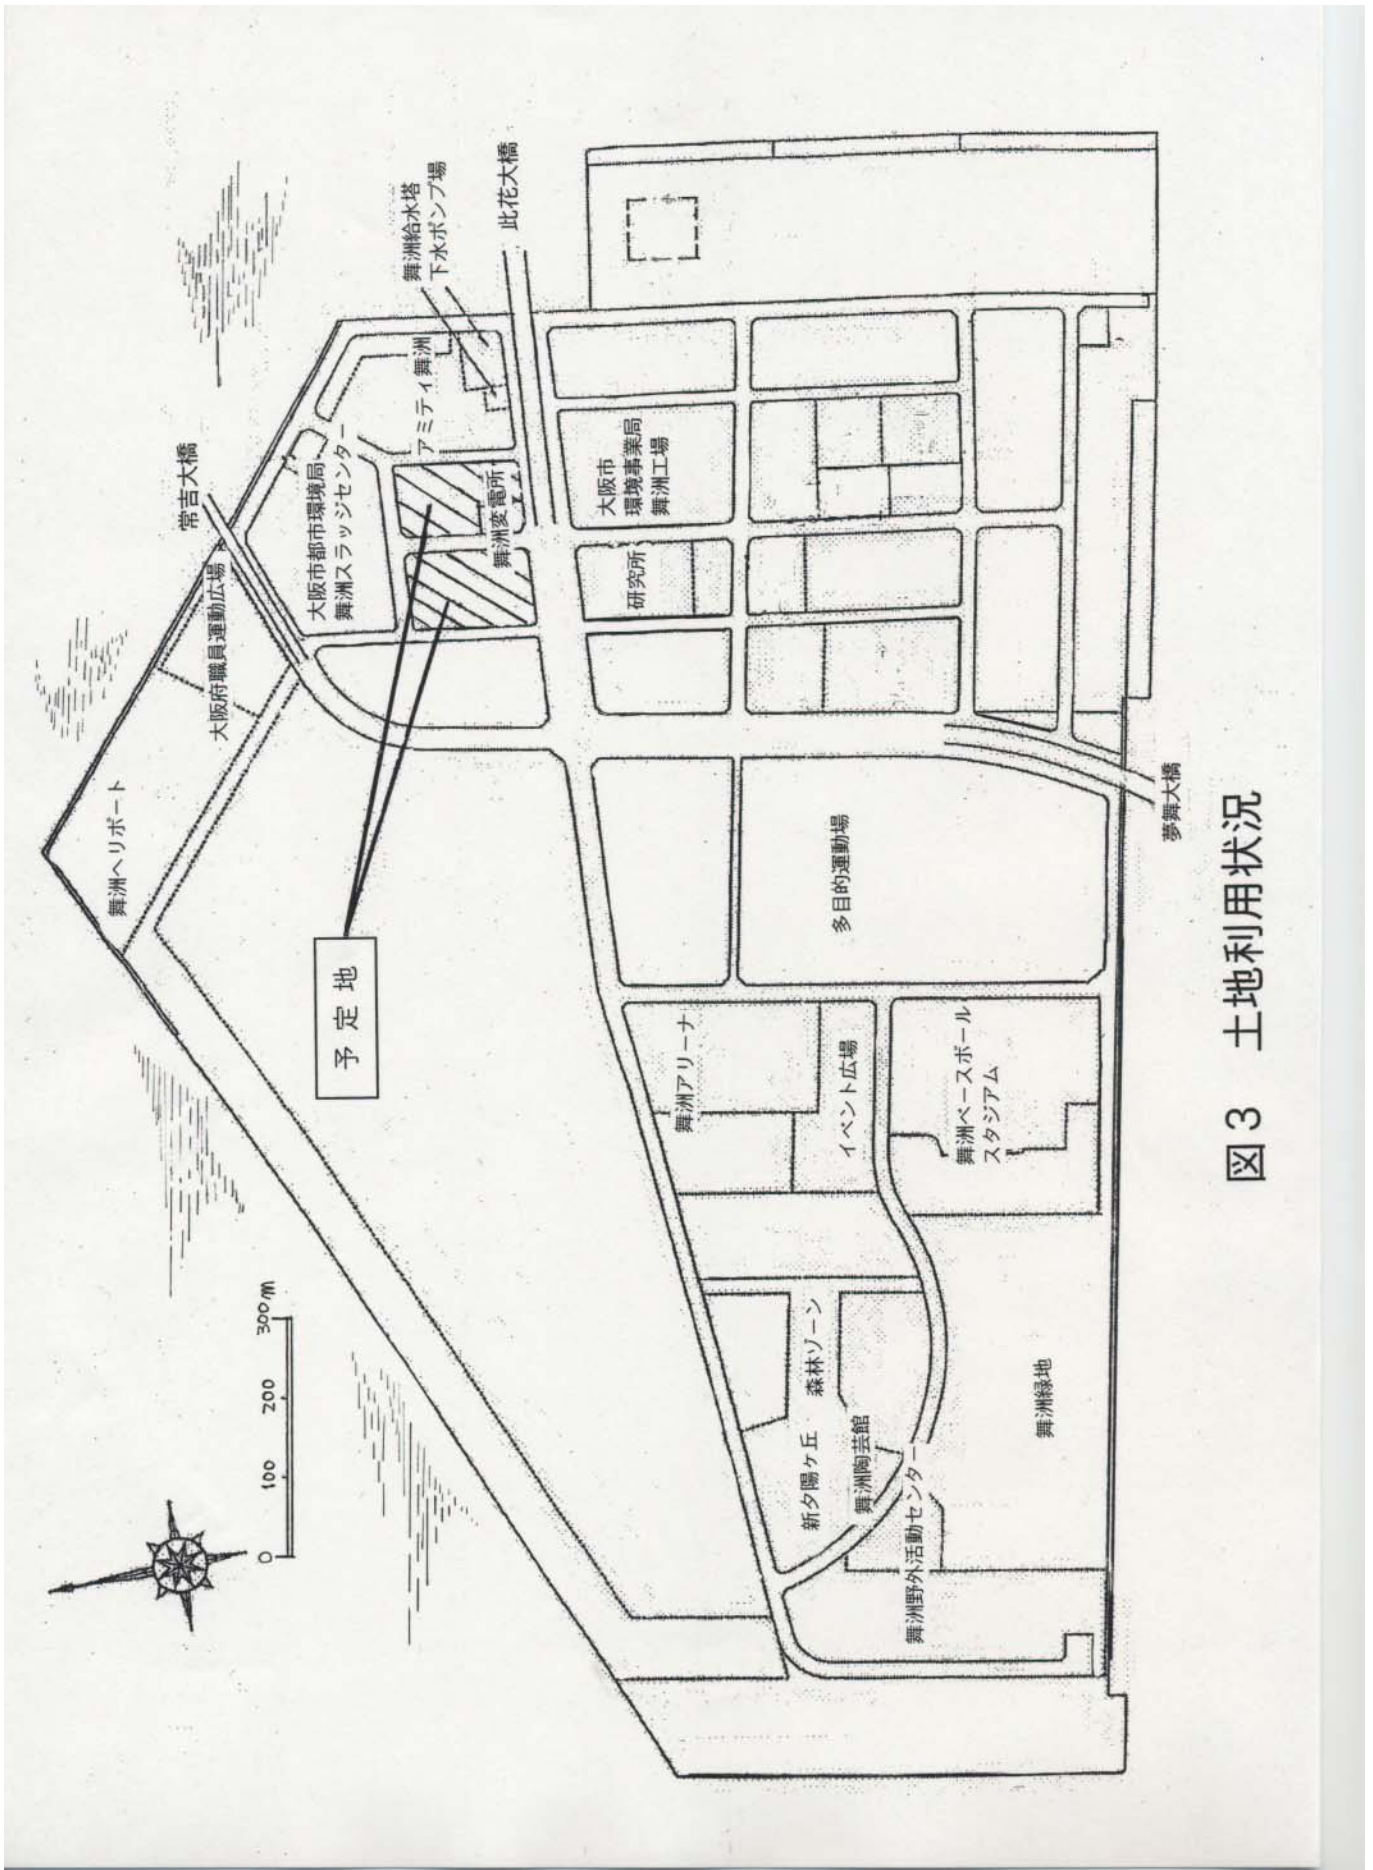 常吉大橋
舞洲給水塔
下水ポンプ場
此花大橋
アミティ舞洲
大阪市都市環境局
舞洲スラッジセンター
大阪府職員運動広場
舞洲変電所
大阪市
環境事業局
舞洲工場
研究所
舞洲ヘリポート
予定地
多目的運動場
夢舞大橋
舞洲アリーナ
イベント広場
舞洲ベースボール
スタジアム
森林ゾーン
新夕陽ヶ丘
舞洲陶芸館
舞洲野外活動センター
舞洲緑地
0 100 200 300m
図3 土地利用状況